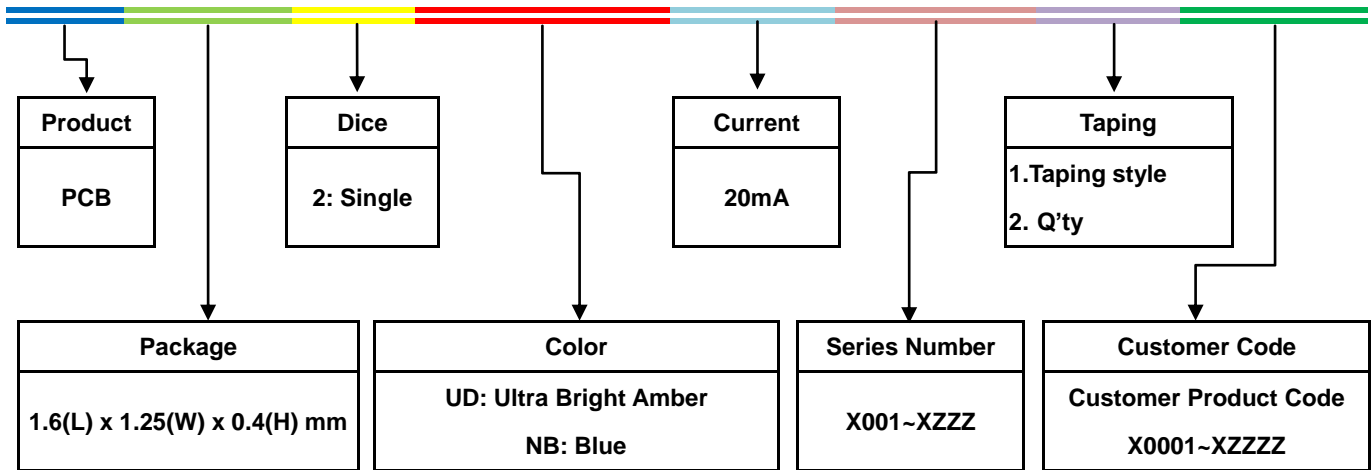 Product
PCB
Dice
2: Single
Current
20mA
Taping
1.Taping style
2. Q’ty
Package
1.6(L) x 1.25(W) x 0.4(H) mm
Color
UD: Ultra Bright Amber
NB: Blue
Series Number
X001~XZZZ
Customer Code
Customer Product Code
X0001~XZZZZ